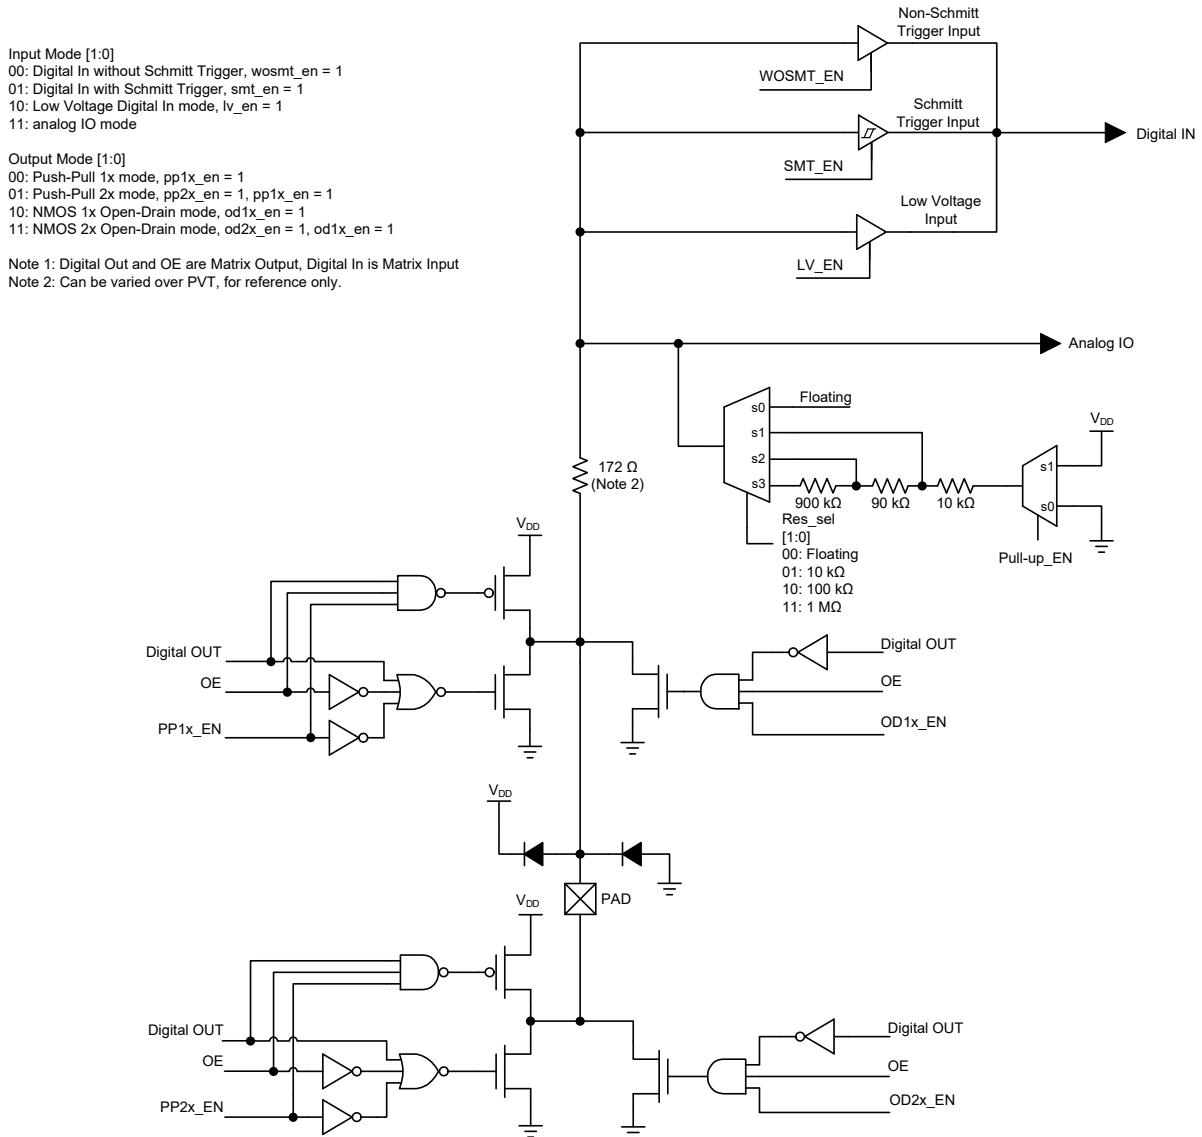 Input Mode [1:0]
00: Digital In without Schmitt Trigger, wosmt_en = 1
01: Digital In with Schmitt Trigger, smt_en = 1
10: Low Voltage Digital In mode, lv_en = 1
11: analog IO mode
Output Mode [1:0]
00: Push-Pull 1x mode, pp1x_en = 1
01: Push-Pull 2x mode, pp2x_en = 1, pp1x_en = 1
10: NMOS 1x Open-Drain mode, od1x_en = 1
11: NMOS 2x Open-Drain mode, od2x_en = 1, od1x_en = 1
Note 1: Digital Out and OE are Matrix Output, Digital In is Matrix Input
Note 2: Can be varied over PVT, for reference only.
Non-Schmitt
Trigger Input
WOSMT_EN
Schmitt
Trigger Input
SMT_EN
Digital IN
Low Voltage
Input
LV_EN
Analog IO
Floating
s0
s1
s2
s3
900 kΩ
90 kΩ
10 kΩ
VDD
s1
s0
Pull-up_EN
Res_sel
[1:0]
00: Floating
01: 10 kΩ
10: 100 kΩ
11: 1 MΩ
172 Ω
(Note 2)
VDD
Digital OUT
OE
PP1x_EN
Digital OUT
OE
OD1x_EN
VDD
PAD
VDD
Digital OUT
OE
PP2x_EN
Digital OUT
OE
OD2x_EN